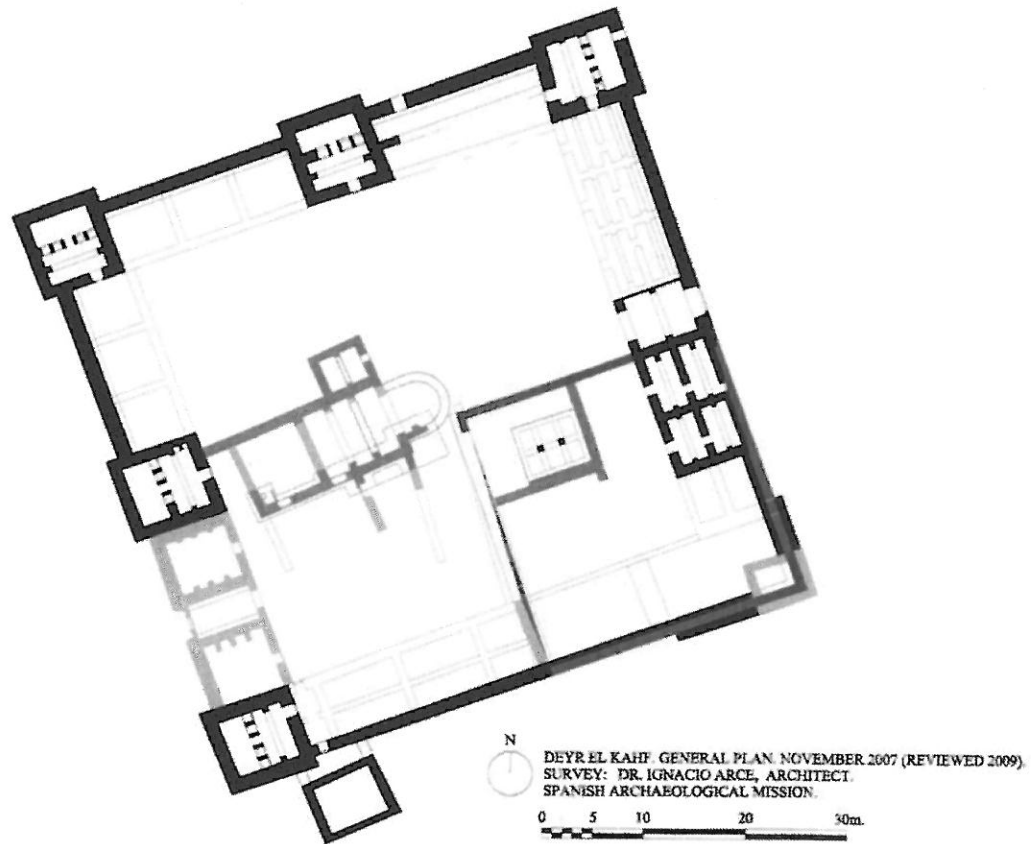 N
DEYR EL KAHF. GENERAL PLAN. NOVEMBER 2007 (REVIEWED 2009).
SURVEY: DR. IGNACIO ARCE, ARCHITECT.
SPANISH ARCHAEOLOGICAL MISSION.
0 5 10 20 30m.